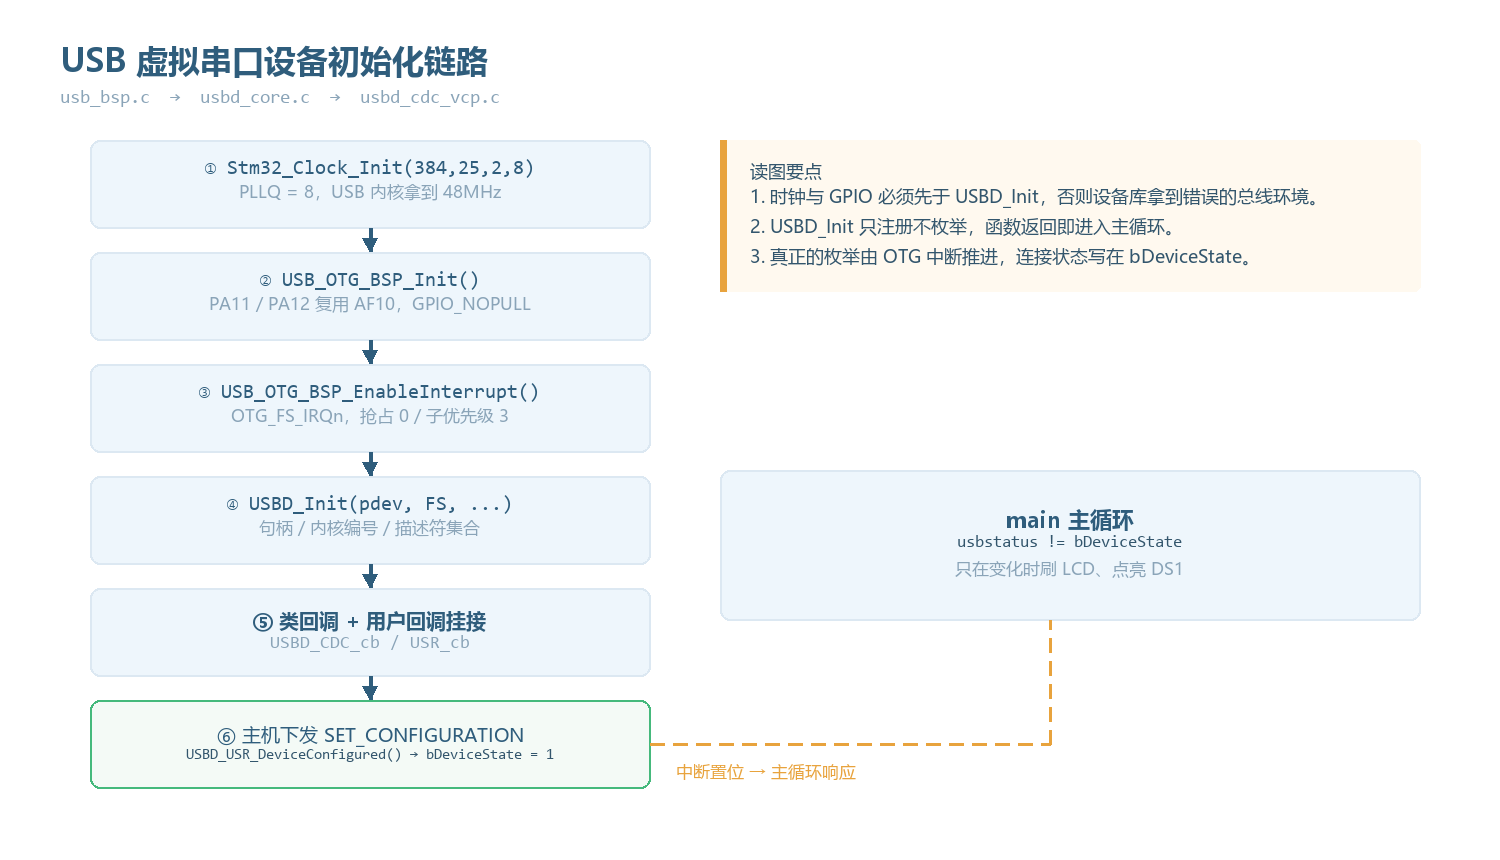 USB 虚拟串口设备初始化链路
usb_bsp.c → usbd_core.c → usbd_cdc_vcp.c
① Stm32_Clock_Init(384,25,2,8)
PLLQ = 8，USB 内核拿到 48MHz
② USB_OTG_BSP_Init()
PA11 / PA12 复用 AF10，GPIO_NOPULL
③ USB_OTG_BSP_EnableInterrupt()
OTG_FS_IRQn，抢占 0 / 子优先级 3
④ USBD_Init(pdev, FS, ...)
句柄 / 内核编号 / 描述符集合
⑤ 类回调 + 用户回调挂接
USBD_CDC_cb / USR_cb
⑥ 主机下发 SET_CONFIGURATION
USBD_USR_DeviceConfigured() → bDeviceState = 1
读图要点
1. 时钟与 GPIO 必须先于 USBD_Init，否则设备库拿到错误的总线环境。
2. USBD_Init 只注册不枚举，函数返回即进入主循环。
3. 真正的枚举由 OTG 中断推进，连接状态写在 bDeviceState。
main 主循环
usbstatus != bDeviceState
只在变化时刷 LCD、点亮 DS1
中断置位 → 主循环响应